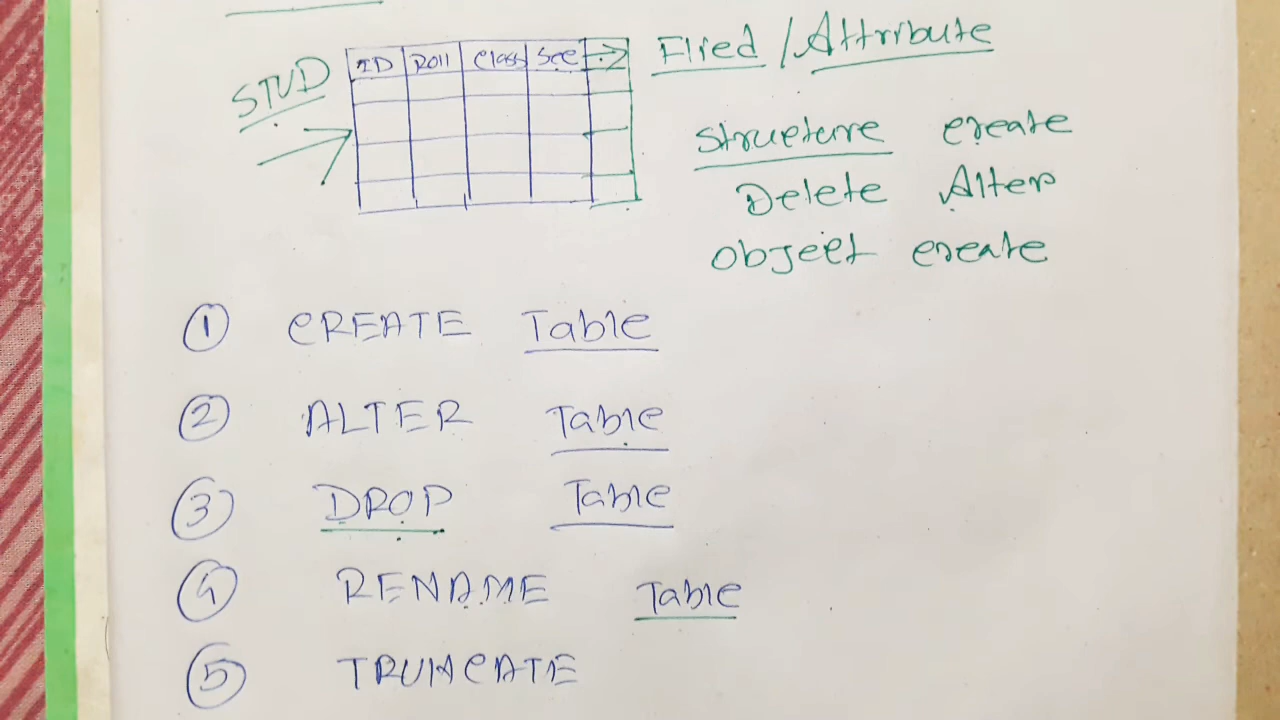 STUD
ID Roll Class Sec
Fired / Attribute
Structure create
Delete Alter
Object create
1 CREATE Table
2 ALTER Table
3 DROP Table
4 RENAME Table
5 TRUNCATE